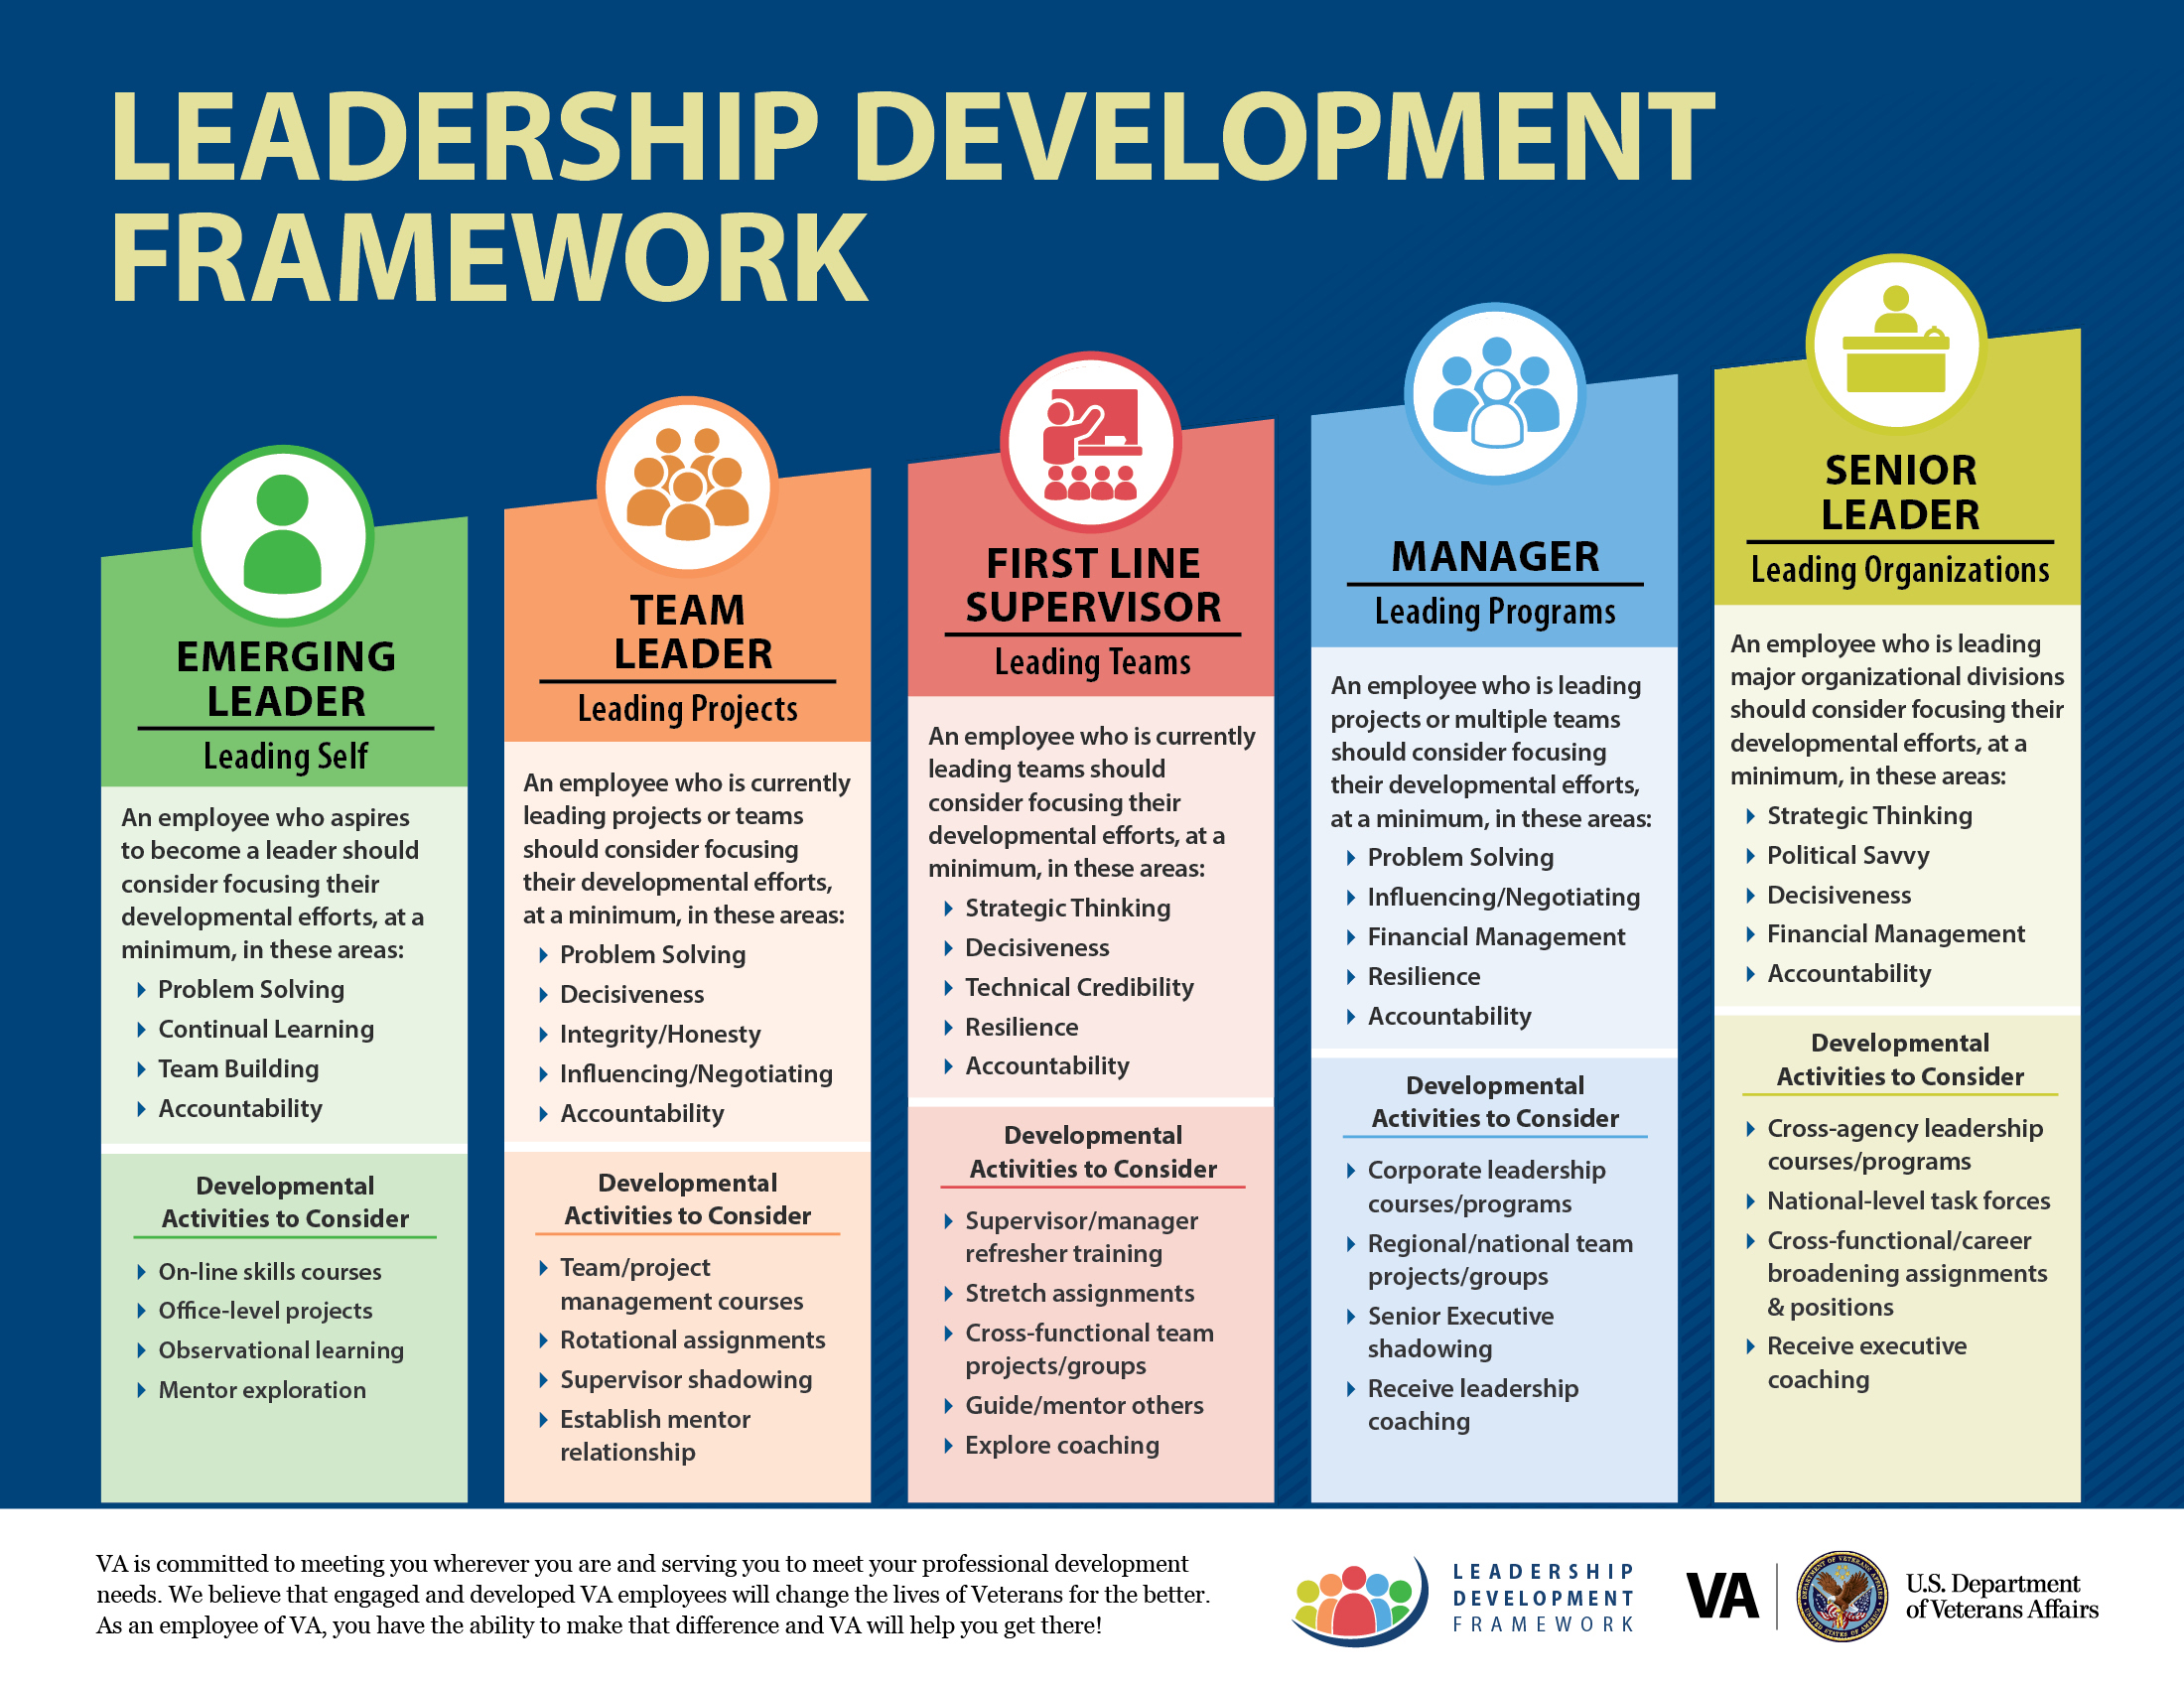 LEADERSHIP DEVELOPMENT
FRAMEWORK
EMERGING
LEADER
Leading Self
An employee who aspires
to become a leader should
consider focusing their
developmental efforts, at a
minimum, in these areas:
Problem Solving
Continual Learning
Team Building
Accountability
Developmental
Activities to Consider
On-line skills courses
Office-level projects
Observational learning
Mentor exploration
TEAM
LEADER
Leading Projects
An employee who is currently
leading projects or teams
should consider focusing
their developmental efforts,
at a minimum, in these areas:
Problem Solving
Decisiveness
Integrity/Honesty
Influencing/Negotiating
Accountability
Developmental
Activities to Consider
Team/project
management courses
Rotational assignments
Supervisor shadowing
Establish mentor
relationship
FIRST LINE
SUPERVISOR
Leading Teams
An employee who is currently
leading teams should
consider focusing their
developmental efforts, at a
minimum, in these areas:
Strategic Thinking
Decisiveness
Technical Credibility
Resilience
Accountability
Developmental
Activities to Consider
Supervisor/manager
refresher training
Stretch assignments
Cross-functional team
projects/groups
Guide/mentor others
Explore coaching
MANAGER
Leading Programs
An employee who is leading
projects or multiple teams
should consider focusing
their developmental efforts,
at a minimum, in these areas:
Problem Solving
Influencing/Negotiating
Financial Management
Resilience
Accountability
Developmental
Activities to Consider
Corporate leadership
courses/programs
Regional/national team
projects/groups
Senior Executive
shadowing
Receive leadership
coaching
SENIOR
LEADER
Leading Organizations
An employee who is leading
major organizational divisions
should consider focusing their
developmental efforts, at a
minimum, in these areas:
Strategic Thinking
Political Savvy
Decisiveness
Financial Management
Accountability
Developmental
Activities to Consider
Cross-agency leadership
courses/programs
National-level task forces
Cross-functional/career
broadening assignments
& positions
Receive executive
coaching
VA is committed to meeting you wherever you are and serving you to meet your professional development
needs. We believe that engaged and developed VA employees will change the lives of Veterans for the better.
As an employee of VA, you have the ability to make that difference and VA will help you get there!
LEADERSHIP
DEVELOPMENT
FRAMEWORK
VA
DEPARTMENT OF VETERANS AFFAIRS
UNITED STATES OF AMERICA
U.S. Department
of Veterans Affairs